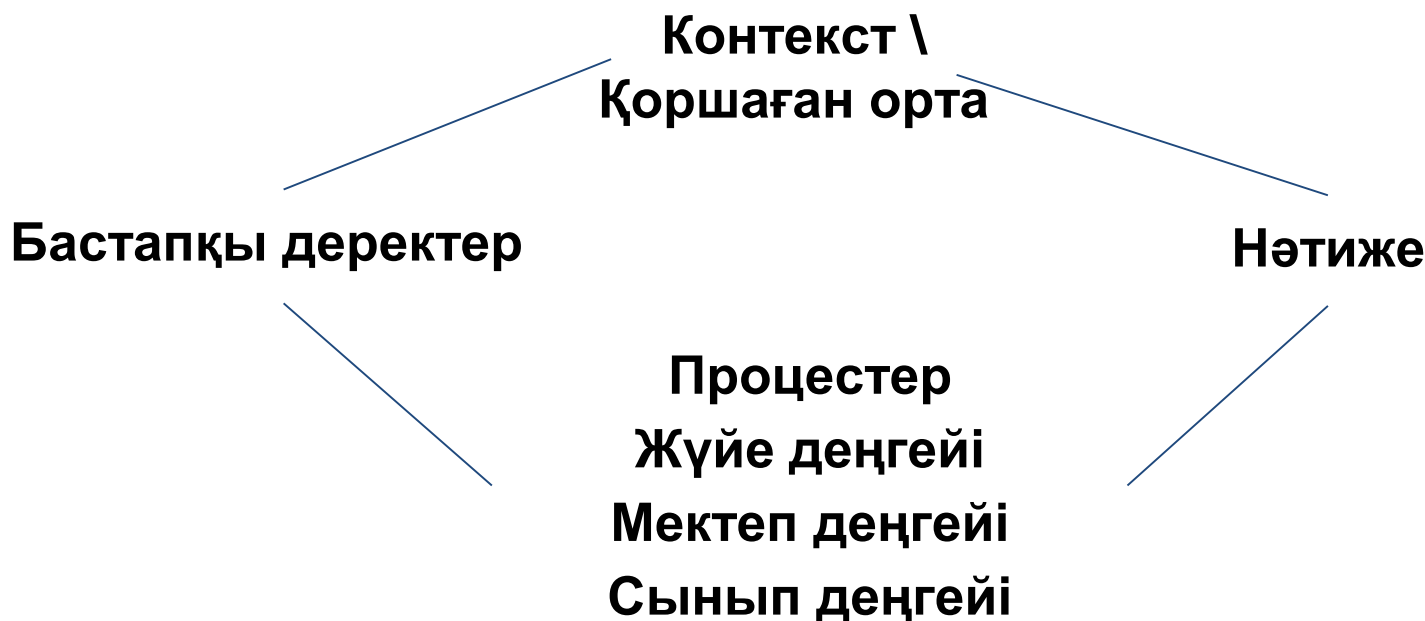 Контекст \
Қоршаған орта
Бастапқы деректер
Нәтиже
Процестер
Жүйе деңгейі
Мектеп деңгейі
Сынып деңгейі